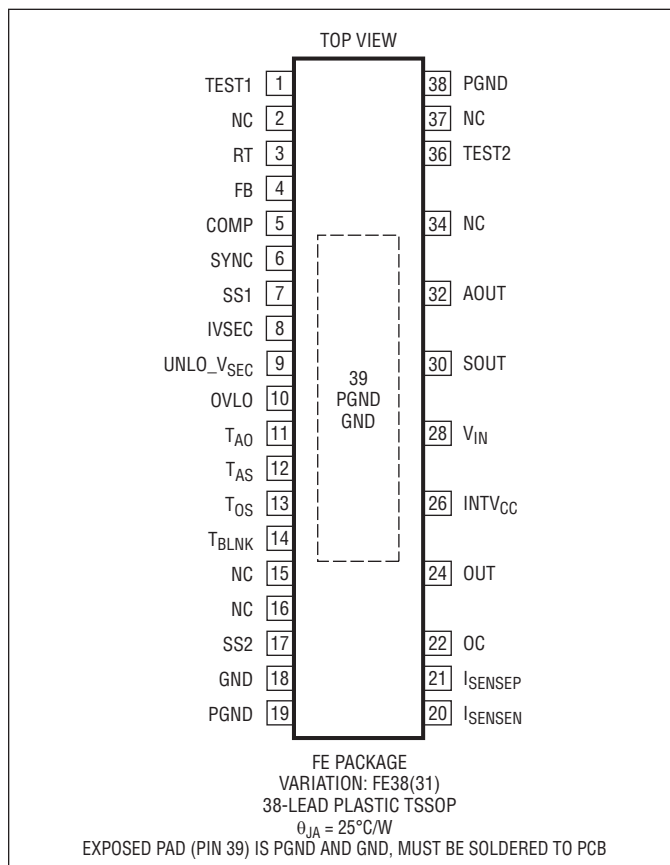 TOP VIEW
TEST1 1
NC 2
RT 3
FB 4
COMP 5
SYNC 6
SS1 7
IVSEC 8
UNLO_VSEC 9
OVLO 10
TAO 11
TAS 12
TOS 13
TBLNK 14
NC 15
NC 16
SS2 17
GND 18
PGND 19
39
PGND
GND
38 PGND
37 NC
36 TEST2
34 NC
32 AOUT
30 SOUT
28 VIN
26 INTVCC
24 OUT
22 OC
21 ISENSEP
20 ISENSEN
FE PACKAGE
VARIATION: FE38(31)
38-LEAD PLASTIC TSSOP
θJA = 25°C/W
EXPOSED PAD (PIN 39) IS PGND AND GND, MUST BE SOLDERED TO PCB